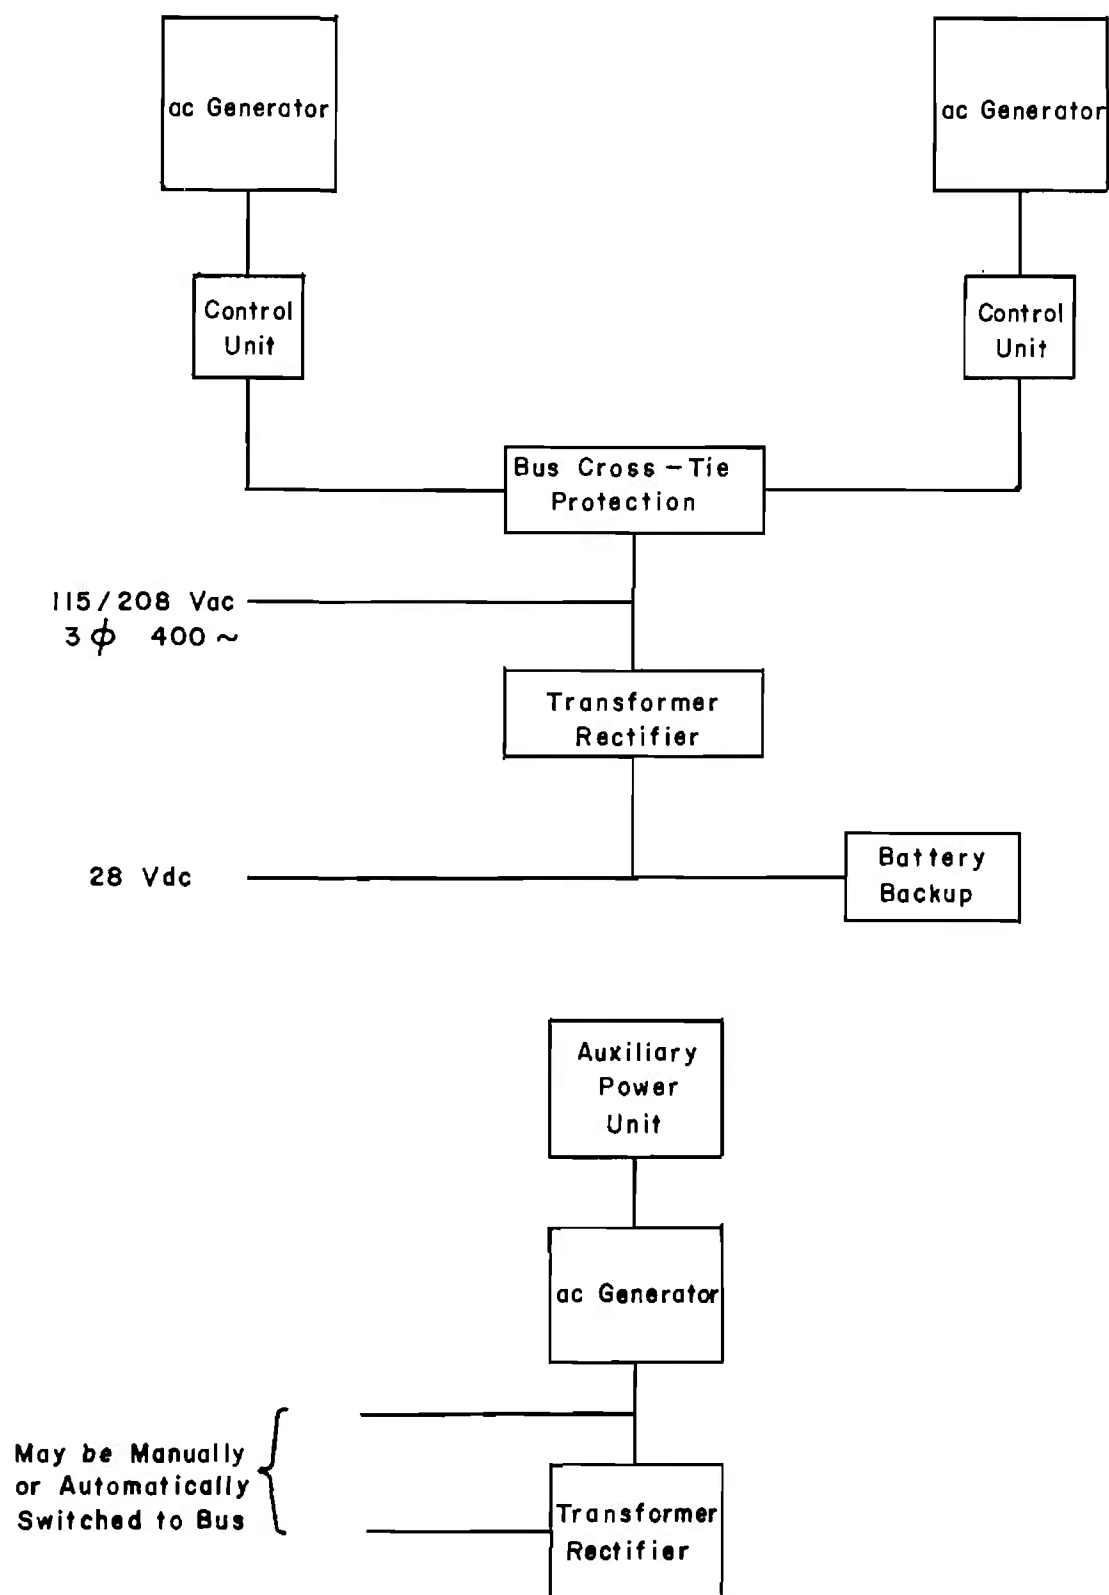 ac Generator
ac Generator
Control
Unit
Control
Unit
Bus Cross-Tie
Protection
115/208 Vac
3 ϕ 400 ~
Transformer
Rectifier
28 Vdc
Battery
Backup
Auxiliary
Power
Unit
ac Generator
May be Manually
or Automatically
Switched to Bus
Transformer
Rectifier